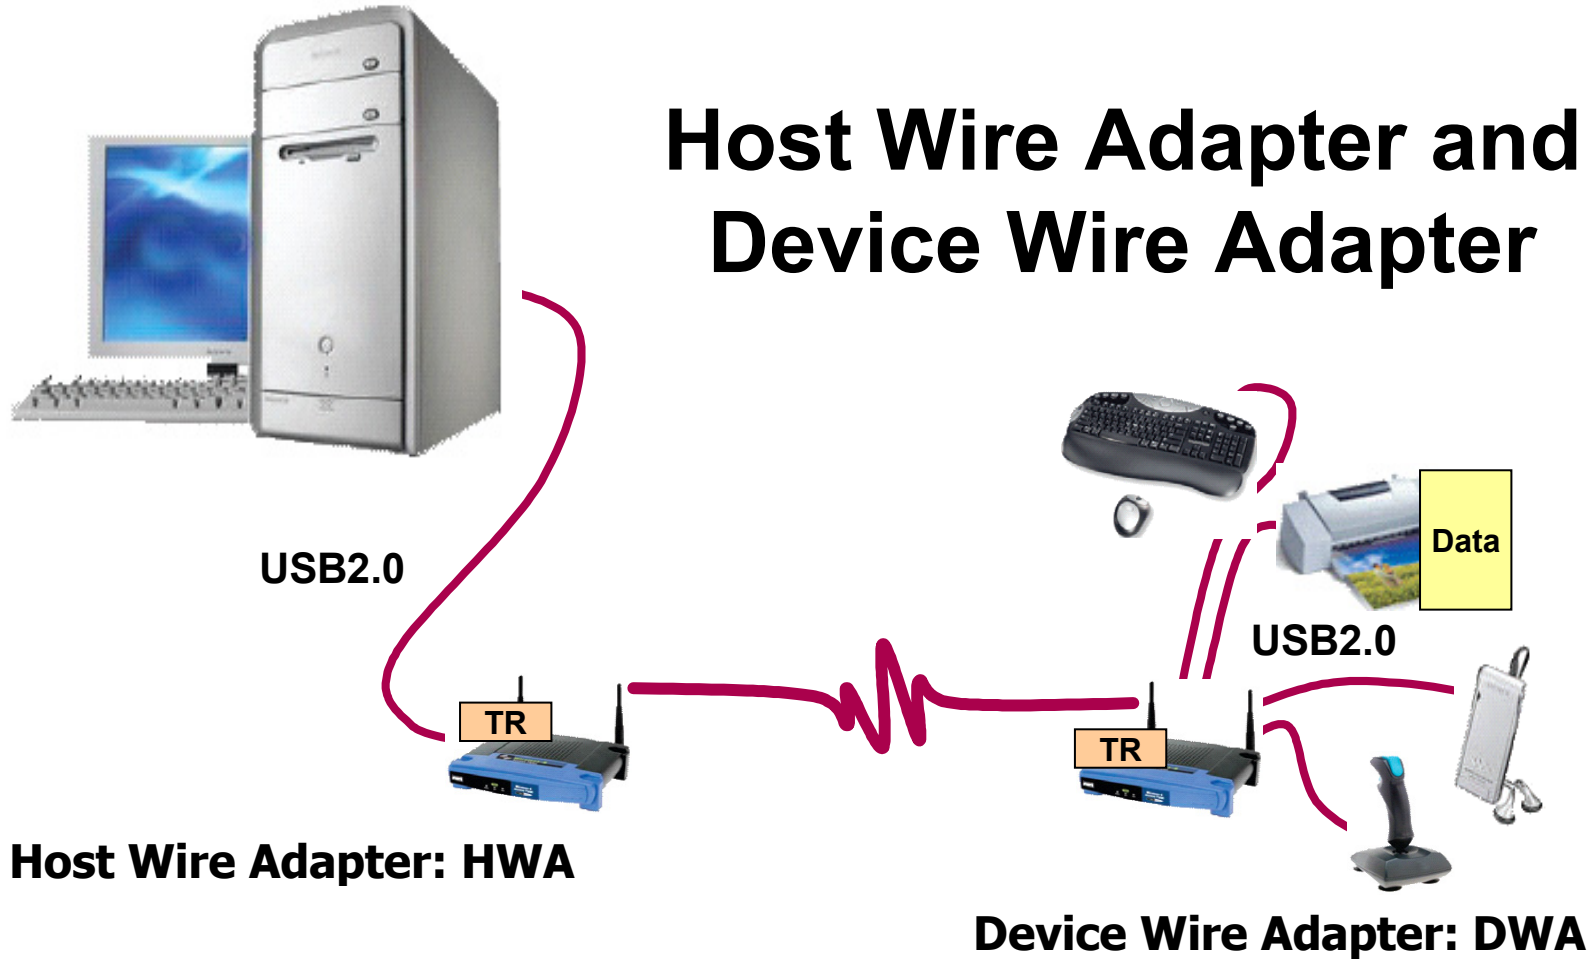 Host Wire Adapter and
Device Wire Adapter
USB2.0
Data
USB2.0
TR
TR
Host Wire Adapter: HWA
Device Wire Adapter: DWA